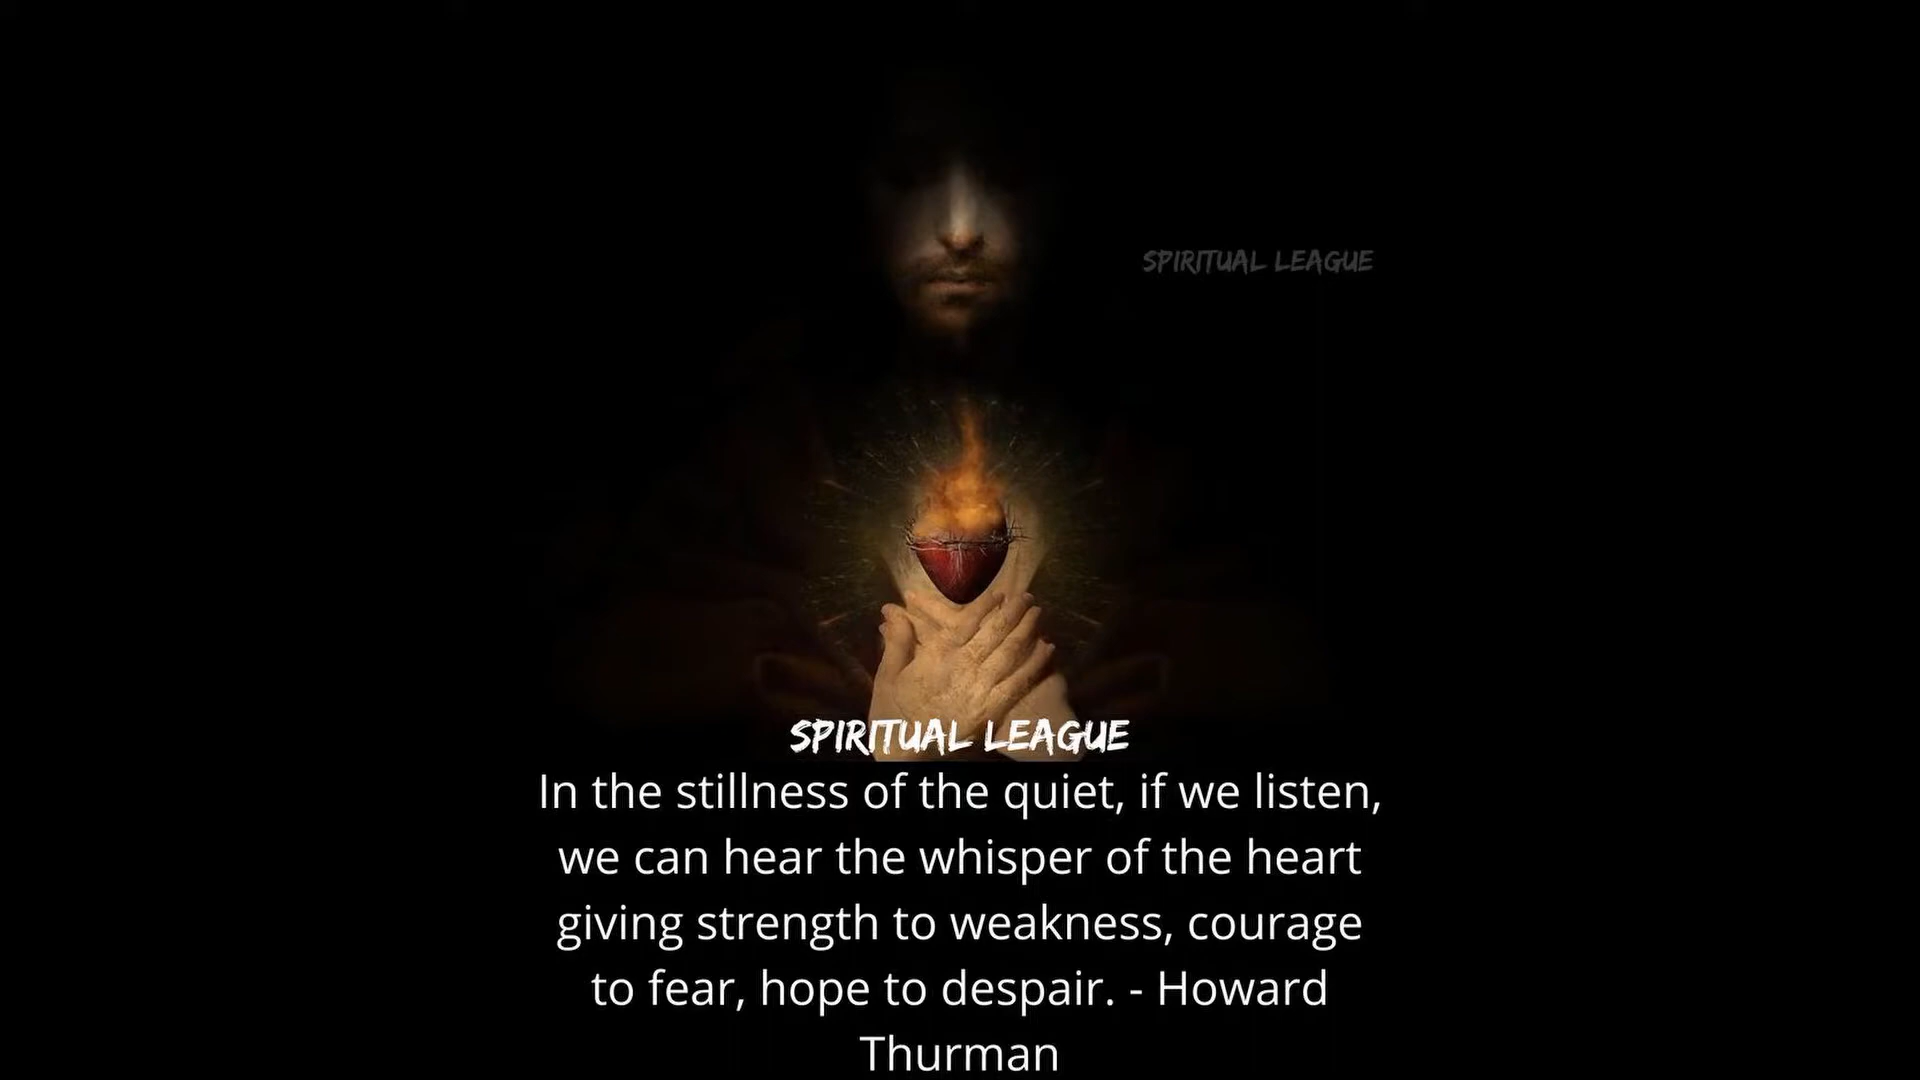 SPIRITUAL LEAGUE
SPIRITUAL LEAGUE
In the stillness of the quiet, if we listen,
we can hear the whisper of the heart
giving strength to weakness, courage
to fear, hope to despair. - Howard
Thurman